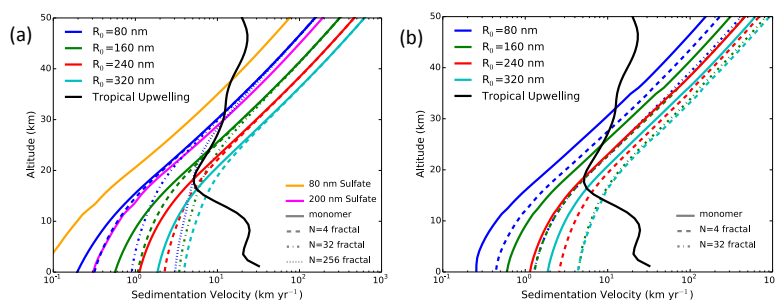 (a)
R₀=80 nm
R₀=160 nm
R₀=240 nm
R₀=320 nm
Tropical Upwelling
80 nm Sulfate
200 nm Sulfate
monomer
N=4 fractal
N=32 fractal
N=256 fractal
Altitude (km)
50
40
30
20
10
0
10⁻¹
10⁰
10¹
10²
10³
Sedimentation Velocity (km yr⁻¹)
(b)
R₀=80 nm
R₀=160 nm
R₀=240 nm
R₀=320 nm
Tropical Upwelling
monomer
N=4 fractal
N=32 fractal
Altitude (km)
50
40
30
20
10
0
10⁻¹
10⁰
10¹
10²
10³
Sedimentation Velocity (km yr⁻¹)